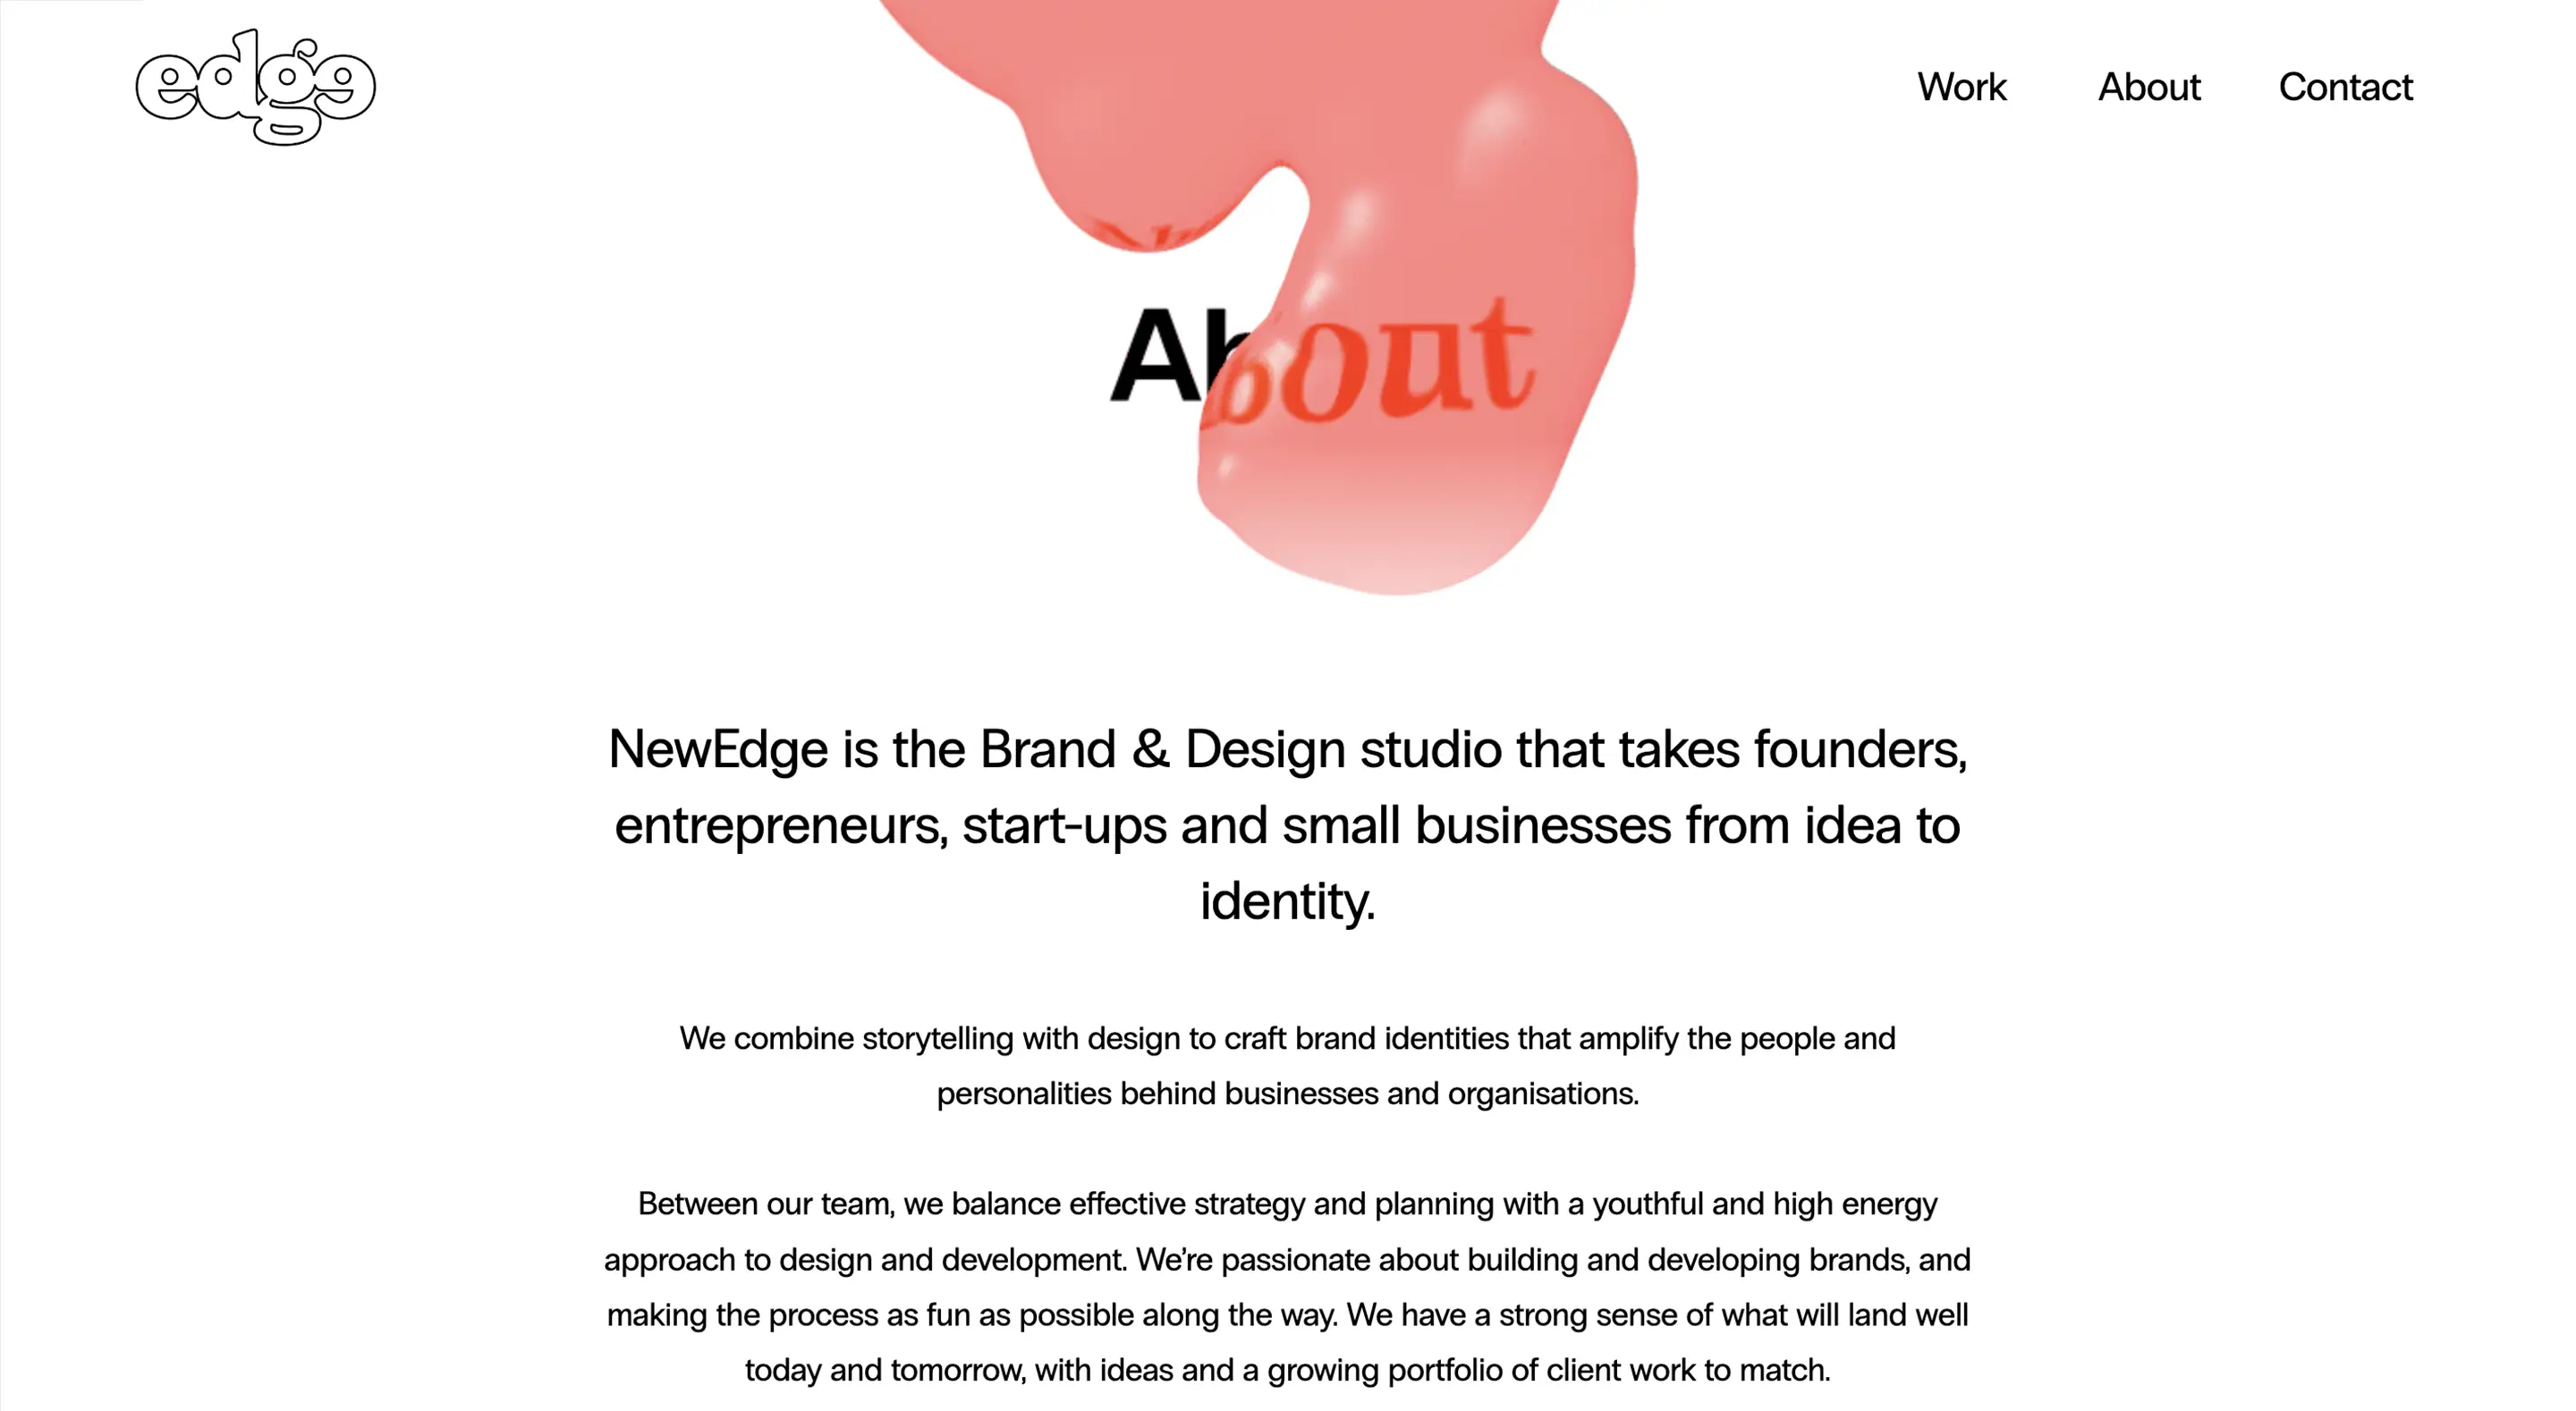 edge
Work About Contact
About
NewEdge is the Brand & Design studio that takes founders,
entrepreneurs, start-ups and small businesses from idea to
identity.
We combine storytelling with design to craft brand identities that amplify the people and
personalities behind businesses and organisations.
Between our team, we balance effective strategy and planning with a youthful and high energy
approach to design and development. We’re passionate about building and developing brands, and
making the process as fun as possible along the way. We have a strong sense of what will land well
today and tomorrow, with ideas and a growing portfolio of client work to match.